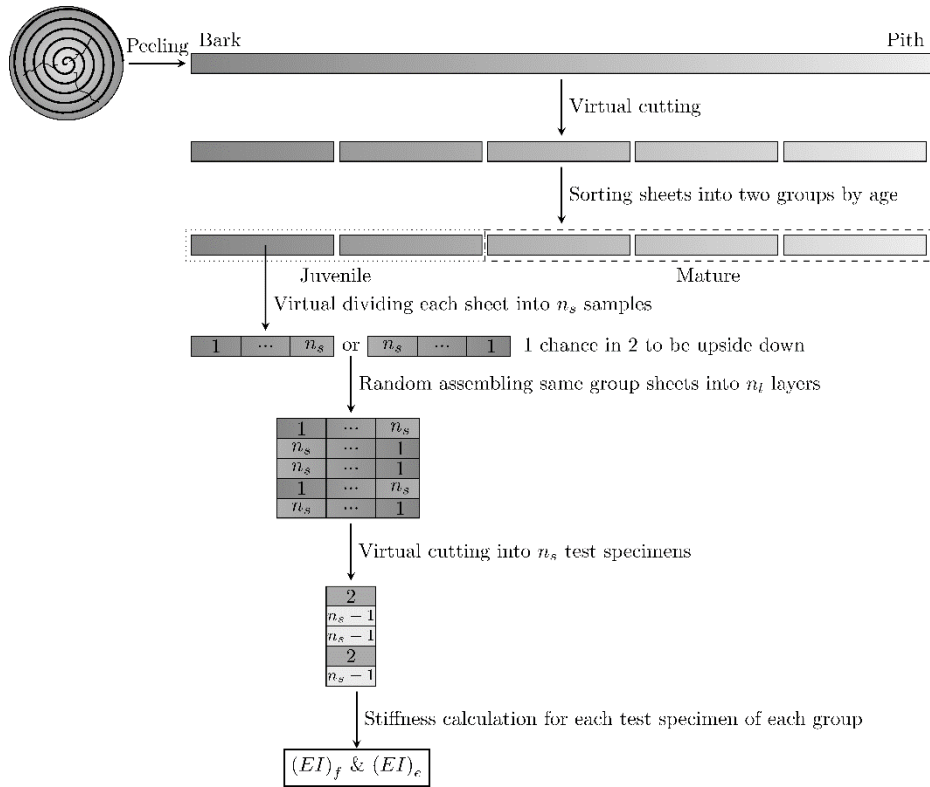 Peeling
Bark
Pith
Virtual cutting
Sorting sheets into two groups by age
Juvenile
Mature
Virtual dividing each sheet into n_s samples
1 ... n_s or n_s ... 1 1 chance in 2 to be upside down
Random assembling same group sheets into n_l layers
1 ... n_s
n_s ... 1
n_s ... 1
1 ... n_s
n_s ... 1
Virtual cutting into n_s test specimens
2
n_s − 1
n_s − 1
2
n_s − 1
Stiffness calculation for each test specimen of each group
(EI)_f & (EI)_e